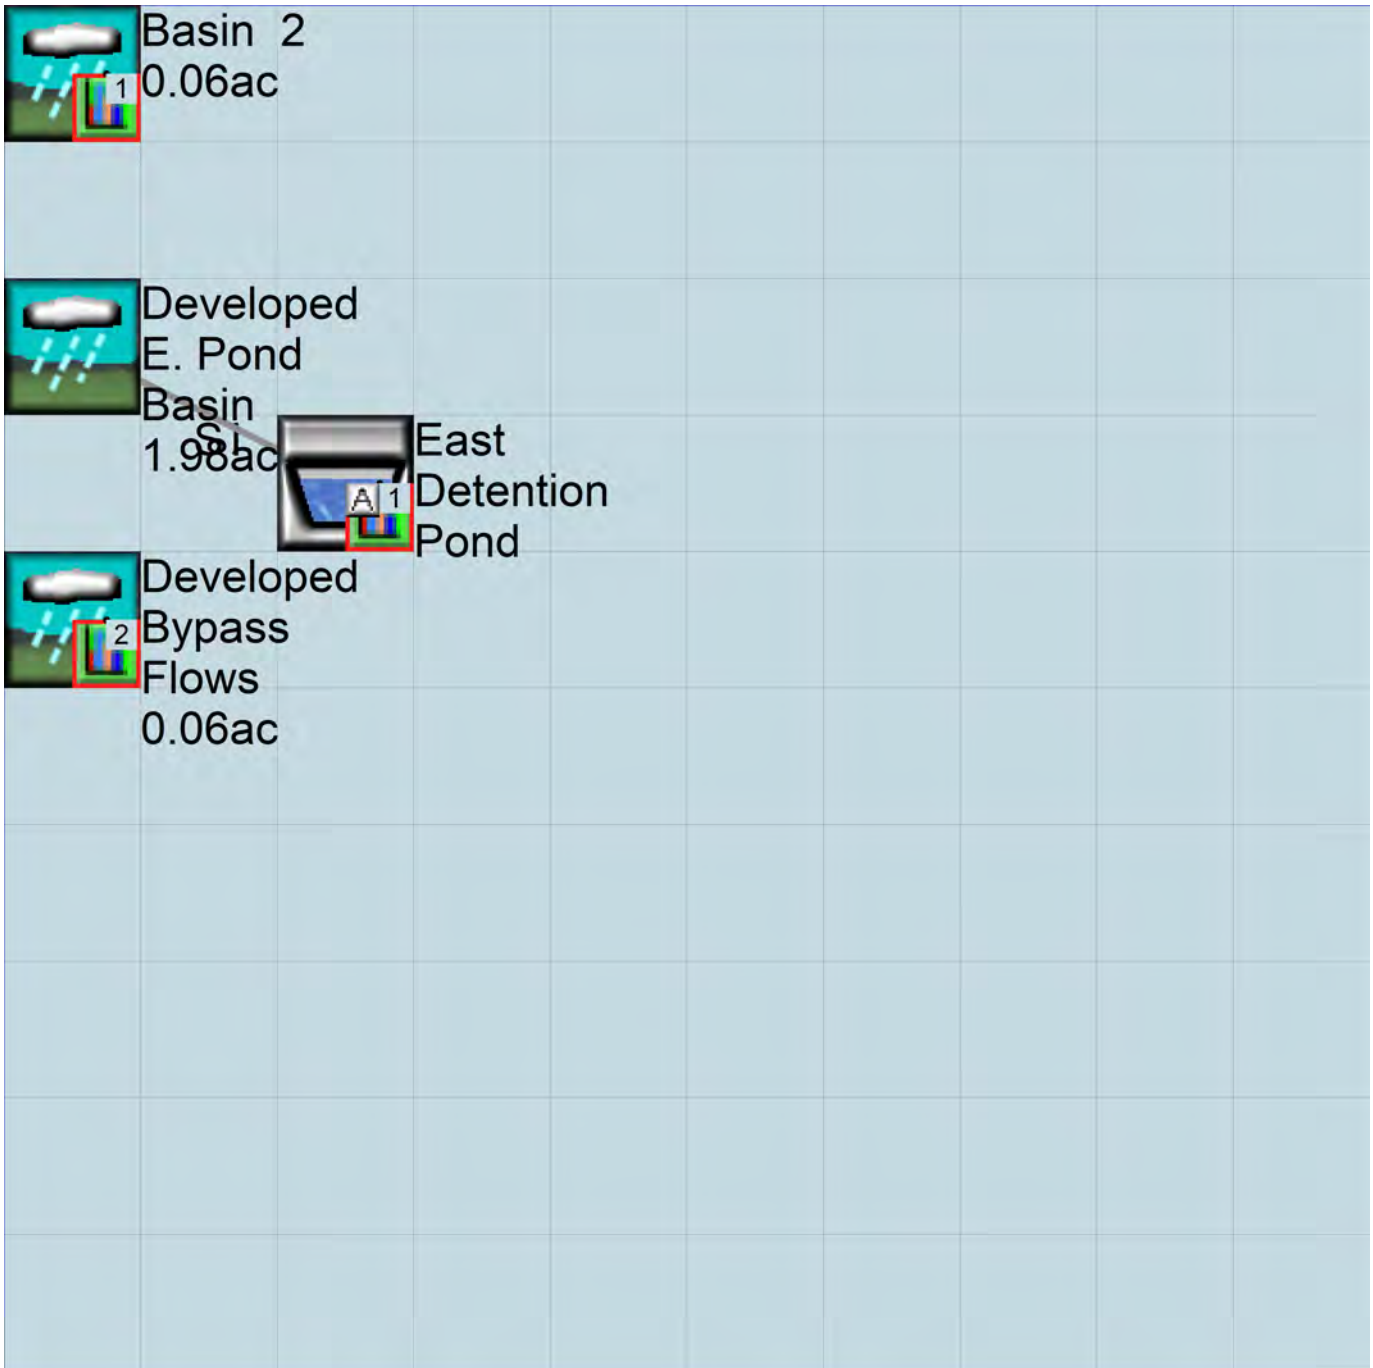 Basin 2
0.06ac
1
Developed
E. Pond
Basin
1.98ac
SI
East
Detention
Pond
A 1
Developed
Bypass
Flows
0.06ac
2